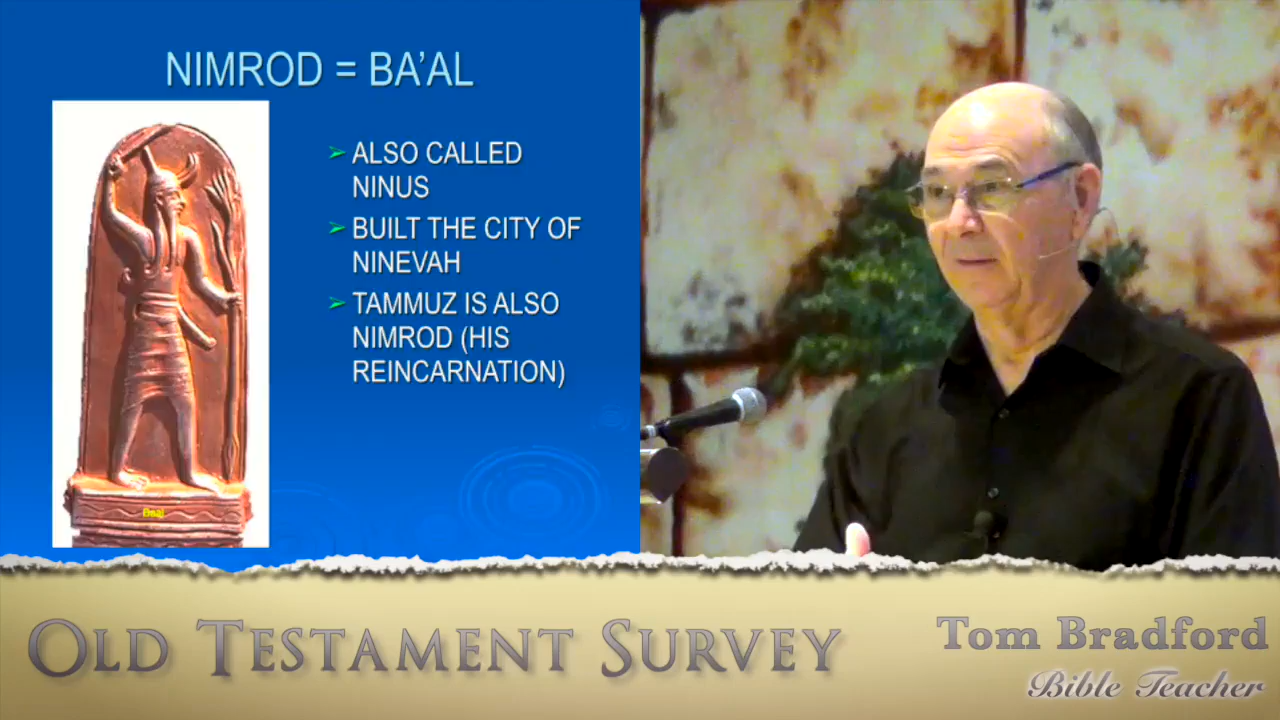 NIMROD = BA'AL
ALSO CALLED
NINUS
BUILT THE CITY OF
NINEVAH
TAMMUZ IS ALSO
NIMROD (HIS
REINCARNATION)
Baal
OLD TESTAMENT SURVEY
Tom Bradford
Bible Teacher